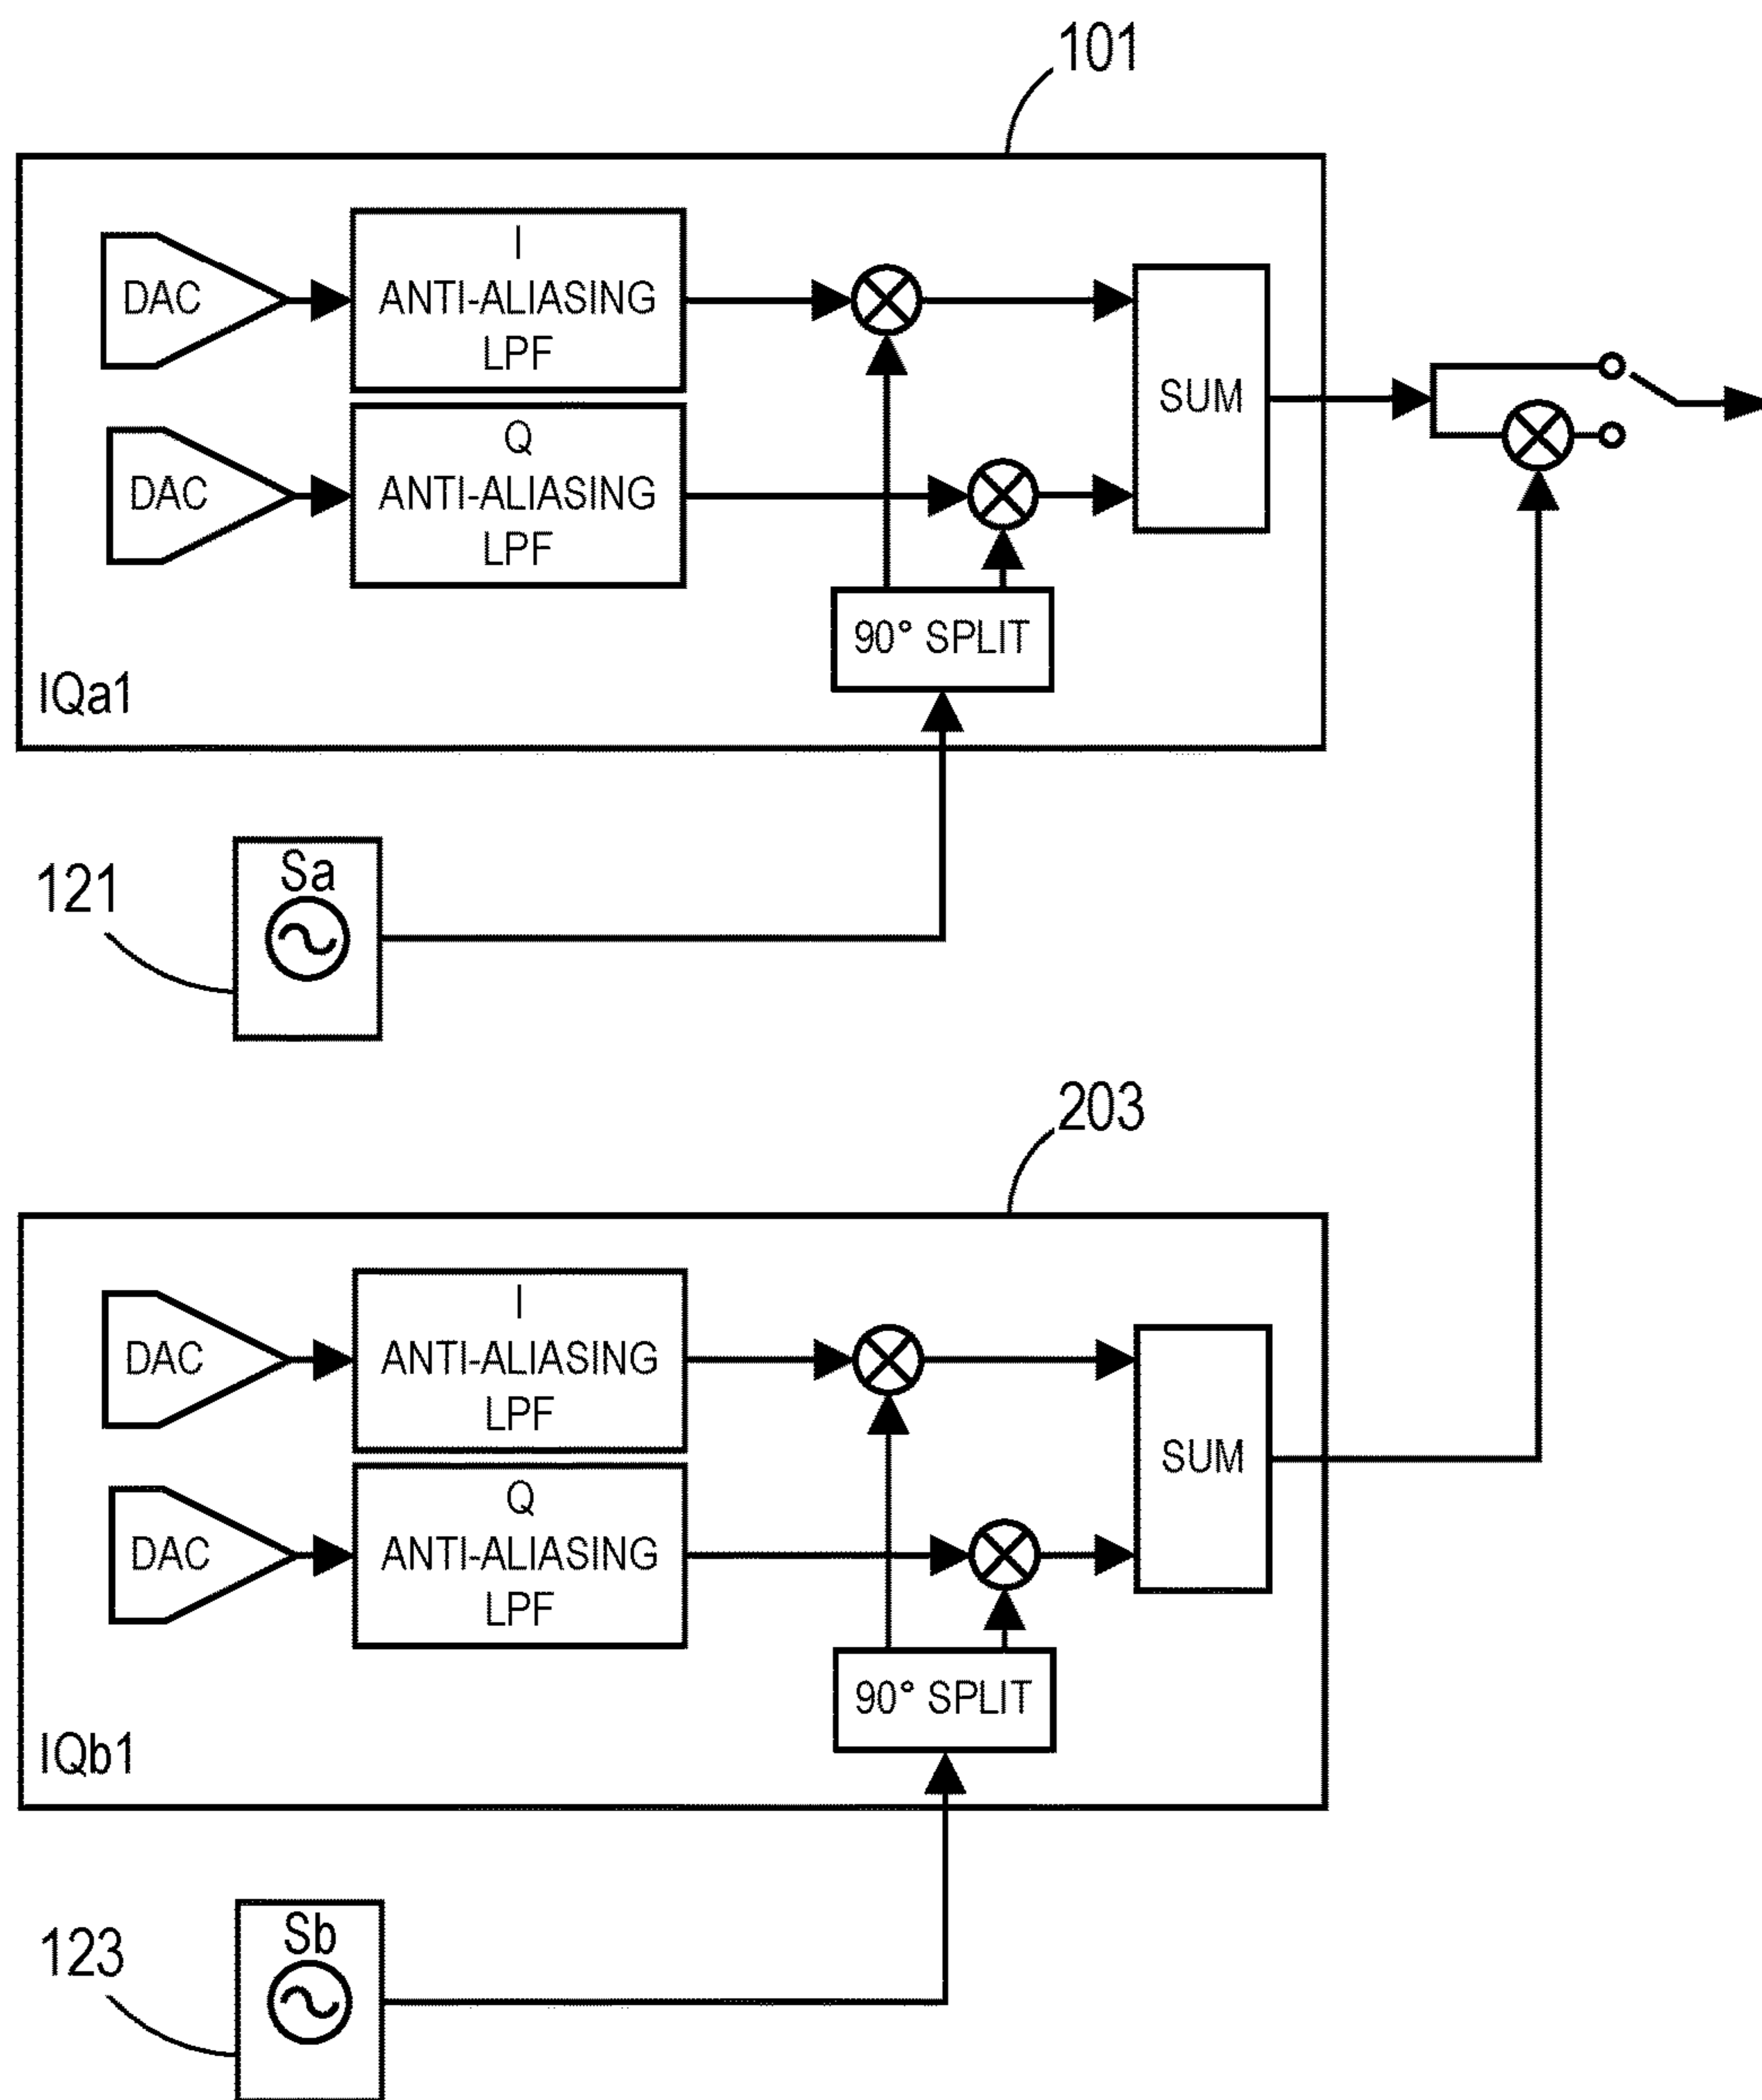 101
DAC
I
ANTI-ALIASING
LPF
SUM
DAC
Q
ANTI-ALIASING
LPF
90° SPLIT
IQa1
Sa
121
203
DAC
I
ANTI-ALIASING
LPF
SUM
DAC
Q
ANTI-ALIASING
LPF
90° SPLIT
IQb1
Sb
123